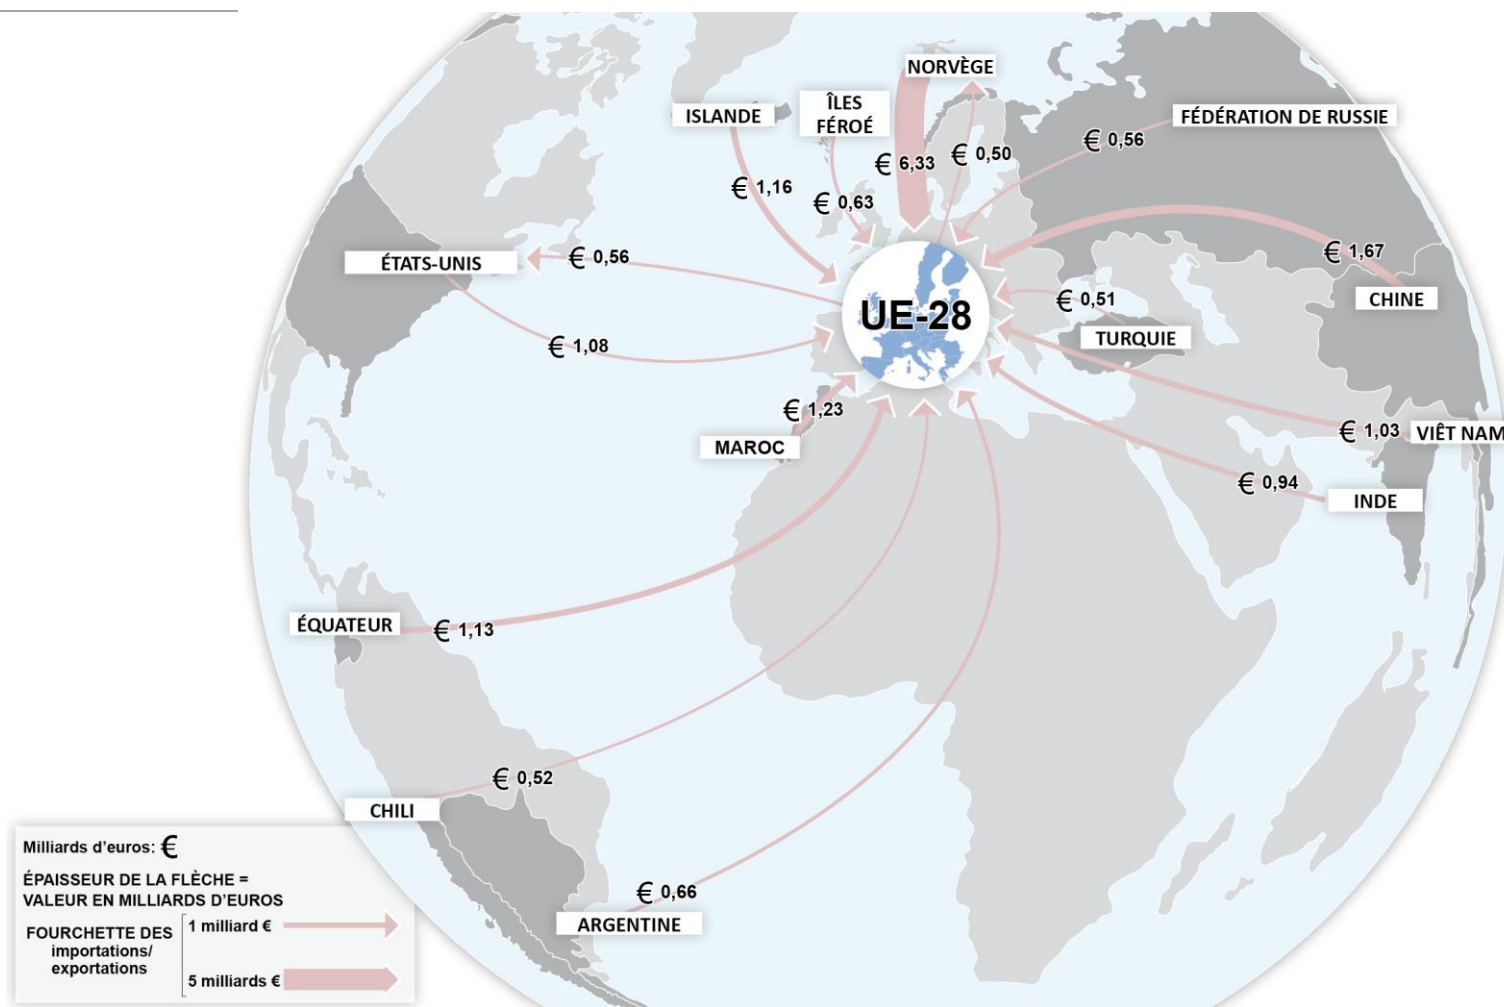 NORVÈGE
ÎLES
FÉROÉ
ISLANDE
FÉDÉRATION DE RUSSIE
€ 0,56
€ 0,50
€ 6,33
€ 1,16
€ 0,63
€ 1,67
ÉTATS-UNIS
€ 0,56
CHINE
€ 0,51
UE-28
TURQUIE
€ 1,08
€ 1,23
€ 1,03
VIÊT NAM
MAROC
€ 0,94
INDE
ÉQUATEUR
€ 1,13
€ 0,52
CHILI
€ 0,66
ARGENTINE
Milliards d’euros: €
ÉPAISSEUR DE LA FLÈCHE =
VALEUR EN MILLIARDS D’EUROS
FOURCHETTE DES
importations/
exportations
1 milliard €
5 milliards €